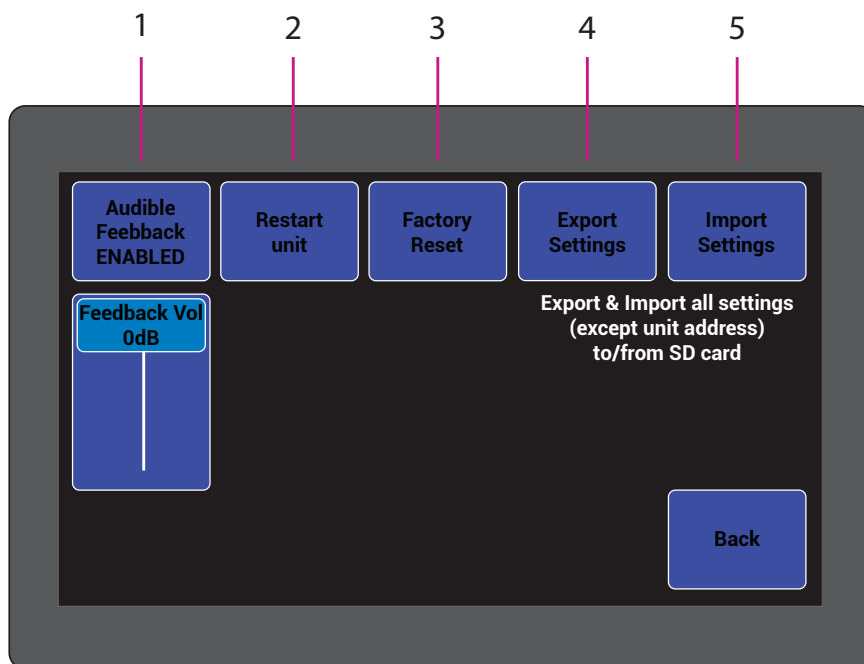 1 2 3 4 5
Audible
Feebback
ENABLED
Restart
unit
Factory
Reset
Export
Settings
Import
Settings
Feedback Vol
0dB
Export & Import all settings
(except unit address)
to/from SD card
Back